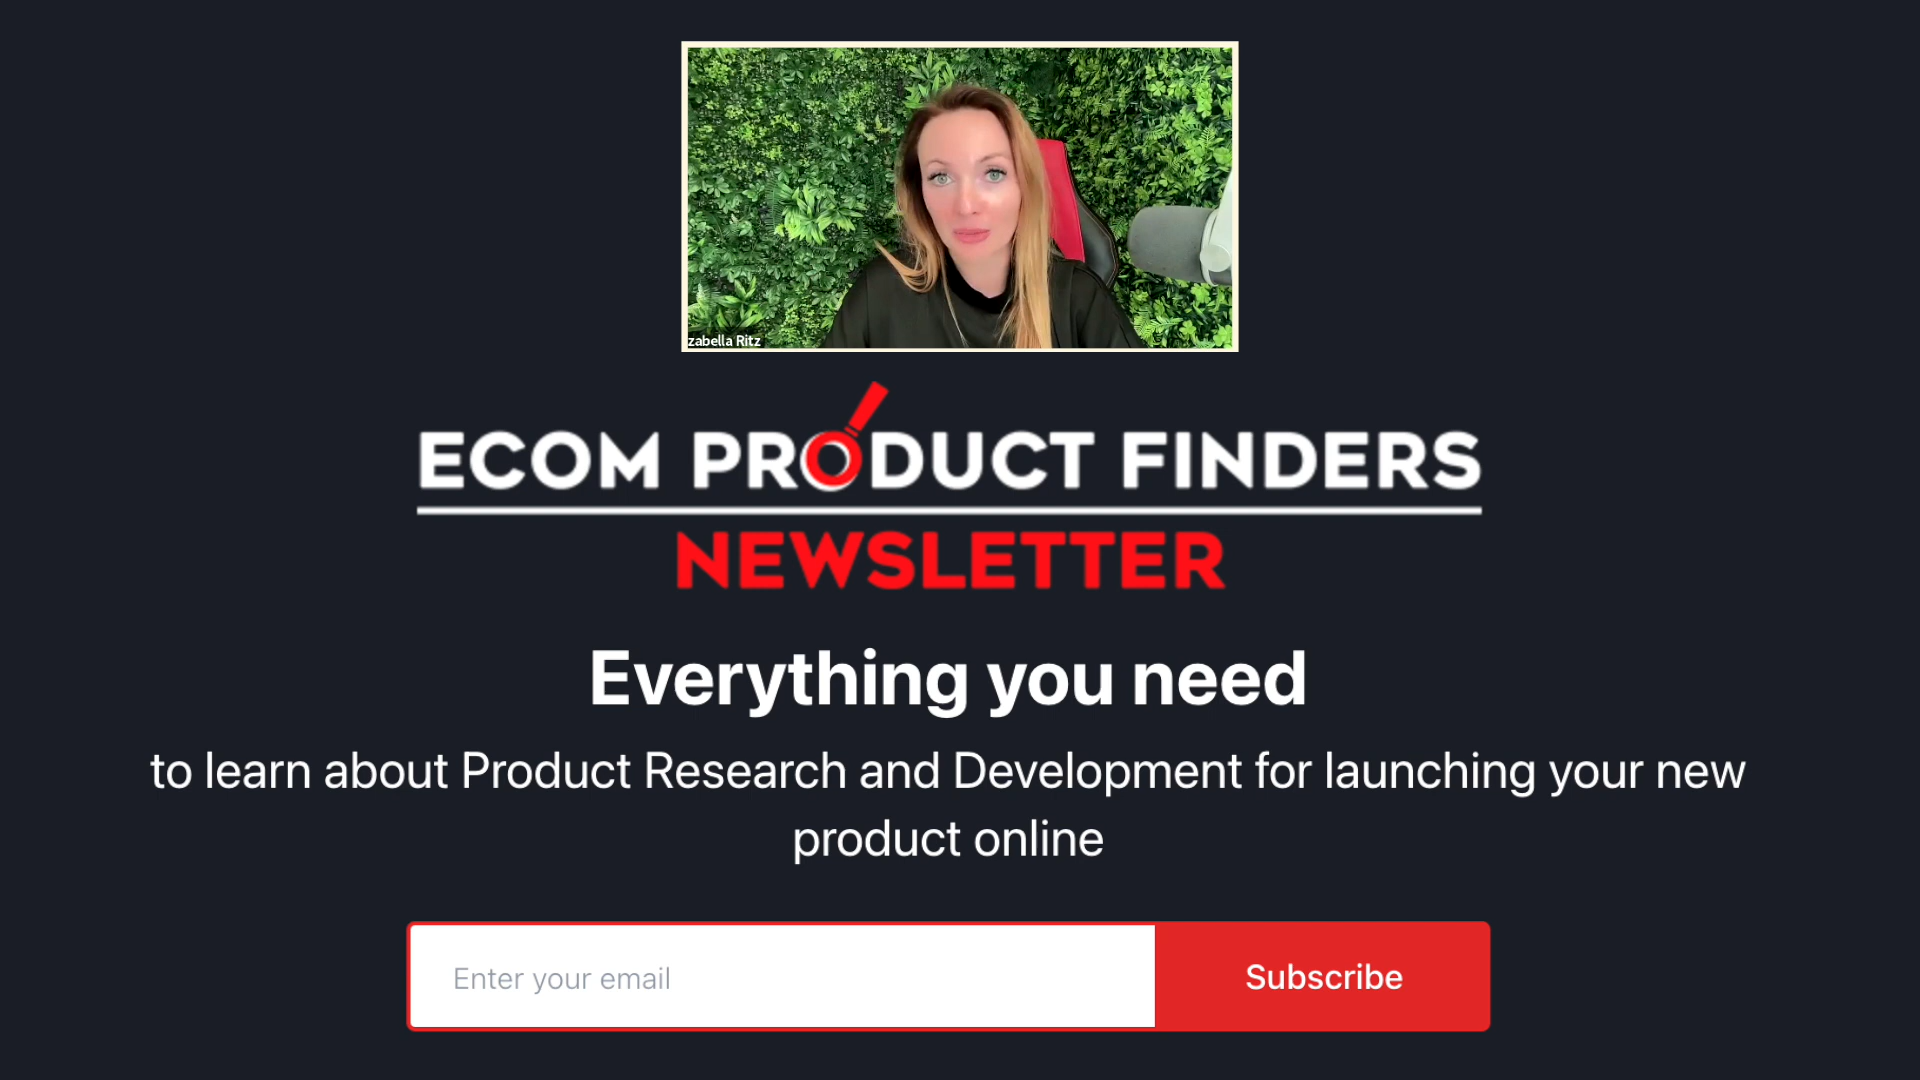 zabella Ritz
ECOM PRODUCT FINDERS
NEWSLETTER
Everything you need
to learn about Product Research and Development for launching your new
product online
Enter your email
Subscribe